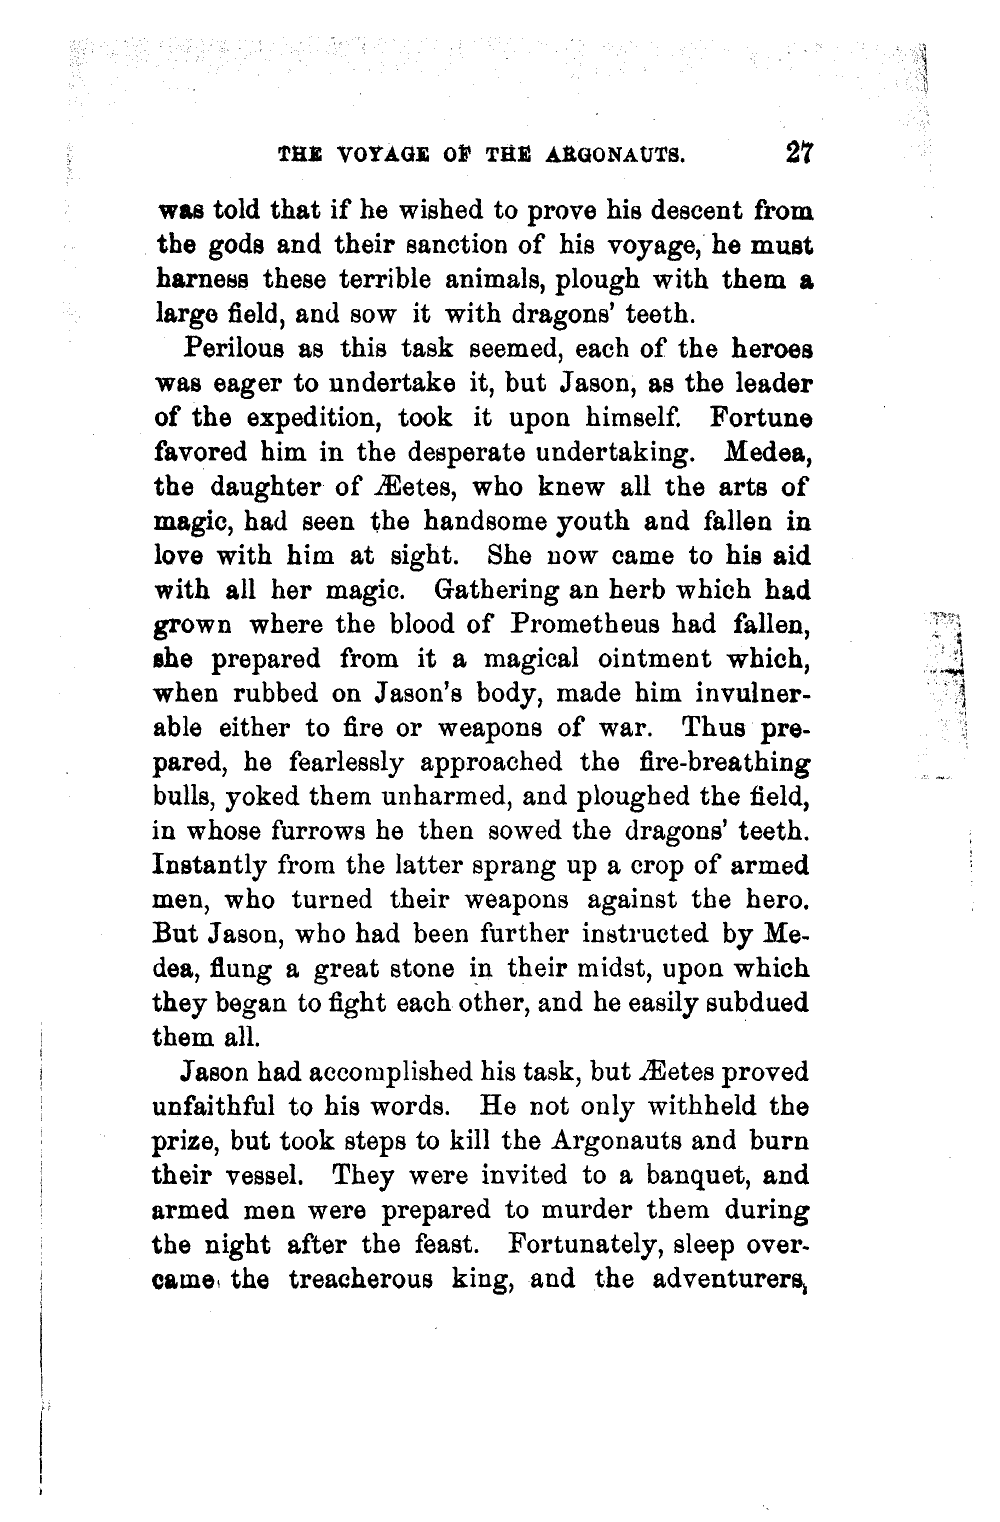 THE VOYAGE OF THE ARGONAUTS. 27
was told that if he wished to prove his descent from
the gods and their sanction of his voyage, he must
harness these terrible animals, plough with them a
large field, and sow it with dragons' teeth.
Perilous as this task seemed, each of the heroes
was eager to undertake it, but Jason, as the leader
of the expedition, took it upon himself. Fortune
favored him in the desperate undertaking. Medea,
the daughter of Æetes, who knew all the arts of
magic, had seen the handsome youth and fallen in
love with him at sight. She now came to his aid
with all her magic. Gathering an herb which had
grown where the blood of Prometheus had fallen,
she prepared from it a magical ointment which,
when rubbed on Jason's body, made him invulner-
able either to fire or weapons of war. Thus pre-
pared, he fearlessly approached the fire-breathing
bulls, yoked them unharmed, and ploughed the field,
in whose furrows he then sowed the dragons' teeth.
Instantly from the latter sprang up a crop of armed
men, who turned their weapons against the hero.
But Jason, who had been further instructed by Me-
dea, flung a great stone in their midst, upon which
they began to fight each other, and he easily subdued
them all.
Jason had accomplished his task, but Æetes proved
unfaithful to his words. He not only withheld the
prize, but took steps to kill the Argonauts and burn
their vessel. They were invited to a banquet, and
armed men were prepared to murder them during
the night after the feast. Fortunately, sleep over-
came the treacherous king, and the adventurers,